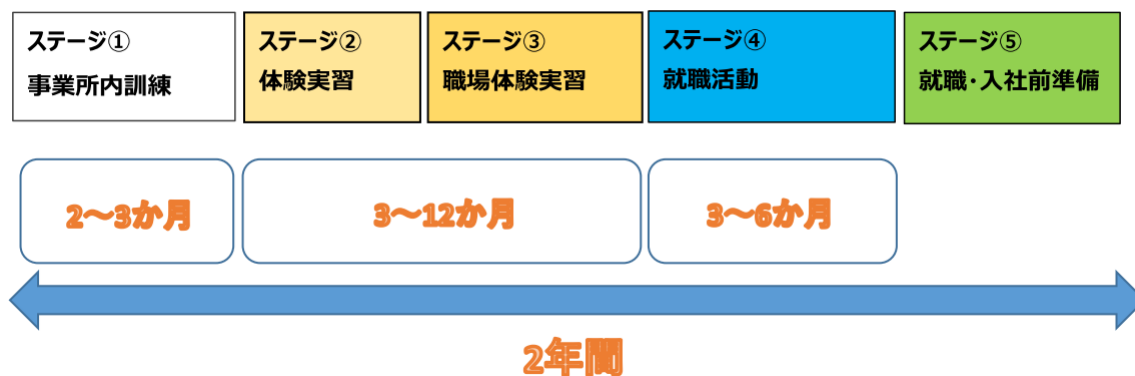 ステージ①
事業所内訓練
ステージ②
体験実習
ステージ③
職場体験実習
ステージ④
就職活動
ステージ⑤
就職・入社前準備
2～3か月
3～12か月
3～6か月
2年間